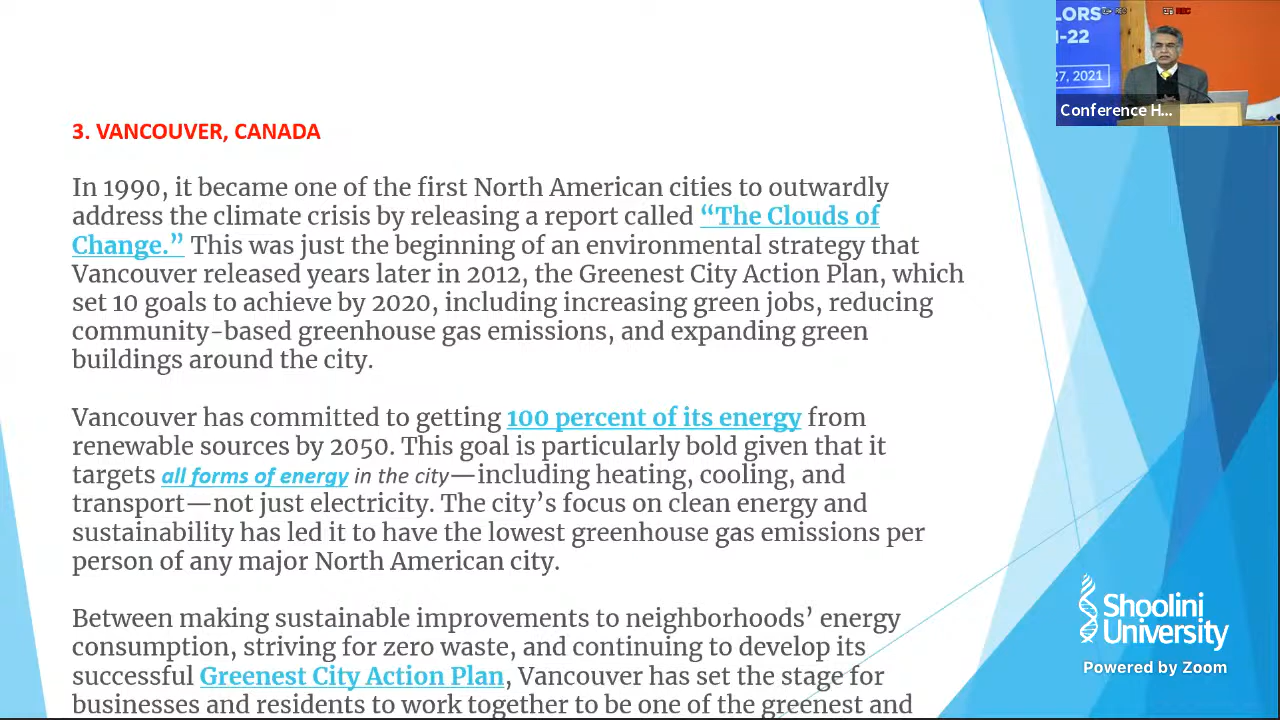 LORS
1-22
27, 2021
REC
Conference H...
3. VANCOUVER, CANADA
In 1990, it became one of the first North American cities to outwardly
address the climate crisis by releasing a report called “The Clouds of
Change.” This was just the beginning of an environmental strategy that
Vancouver released years later in 2012, the Greenest City Action Plan, which
set 10 goals to achieve by 2020, including increasing green jobs, reducing
community-based greenhouse gas emissions, and expanding green
buildings around the city.
Vancouver has committed to getting 100 percent of its energy from
renewable sources by 2050. This goal is particularly bold given that it
targets all forms of energy in the city—including heating, cooling, and
transport—not just electricity. The city’s focus on clean energy and
sustainability has led it to have the lowest greenhouse gas emissions per
person of any major North American city.
Between making sustainable improvements to neighborhoods’ energy
consumption, striving for zero waste, and continuing to develop its
successful Greenest City Action Plan, Vancouver has set the stage for
businesses and residents to work together to be one of the greenest and
Shoolini
University
Powered by Zoom